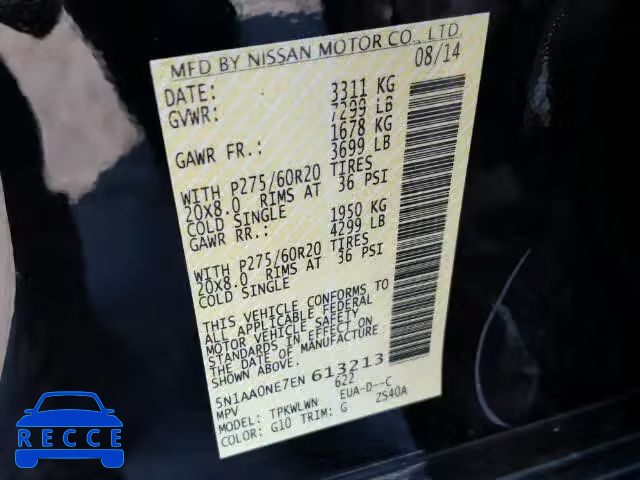 MFD BY NISSAN MOTOR CO., LTD.
DATE: 08/14
GVWR: 3311 KG
7299 LB
GAWR FR.: 1678 KG
3699 LB
WITH P275/60R20 TIRES
20X8.0 RIMS AT 36 PSI
COLD SINGLE
GAWR RR.: 1950 KG
4299 LB
WITH P275/60R20 TIRES
20X8.0 RIMS AT 36 PSI
COLD SINGLE
THIS VEHICLE CONFORMS TO
ALL APPLICABLE FEDERAL
MOTOR VEHICLE SAFETY
STANDARDS IN EFFECT ON
THE DATE OF MANUFACTURE
SHOWN ABOVE.
5N1AA0NE7EN 613213
MPV 622
MODEL: TPKWLWN EUA-D--C
COLOR: G10 TRIM: G ZS40A
RECCE